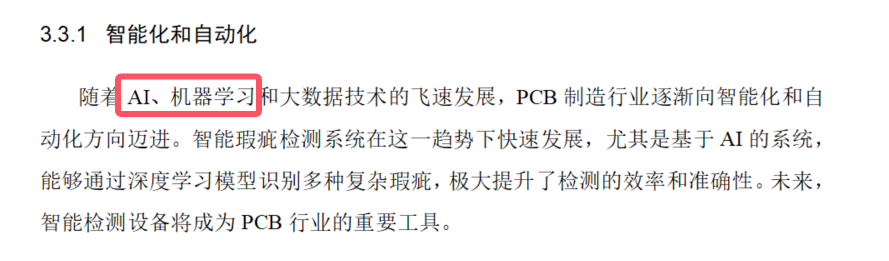 3.3.1 智能化和自动化
随着 AI、机器学习和大数据技术的飞速发展，PCB 制造行业逐渐向智能化和自
动化方向迈进。智能瑕疵检测系统在这一趋势下快速发展，尤其是基于 AI 的系统，
能够通过深度学习模型识别多种复杂瑕疵，极大提升了检测的效率和准确性。未来，
智能检测设备将成为 PCB 行业的重要工具。